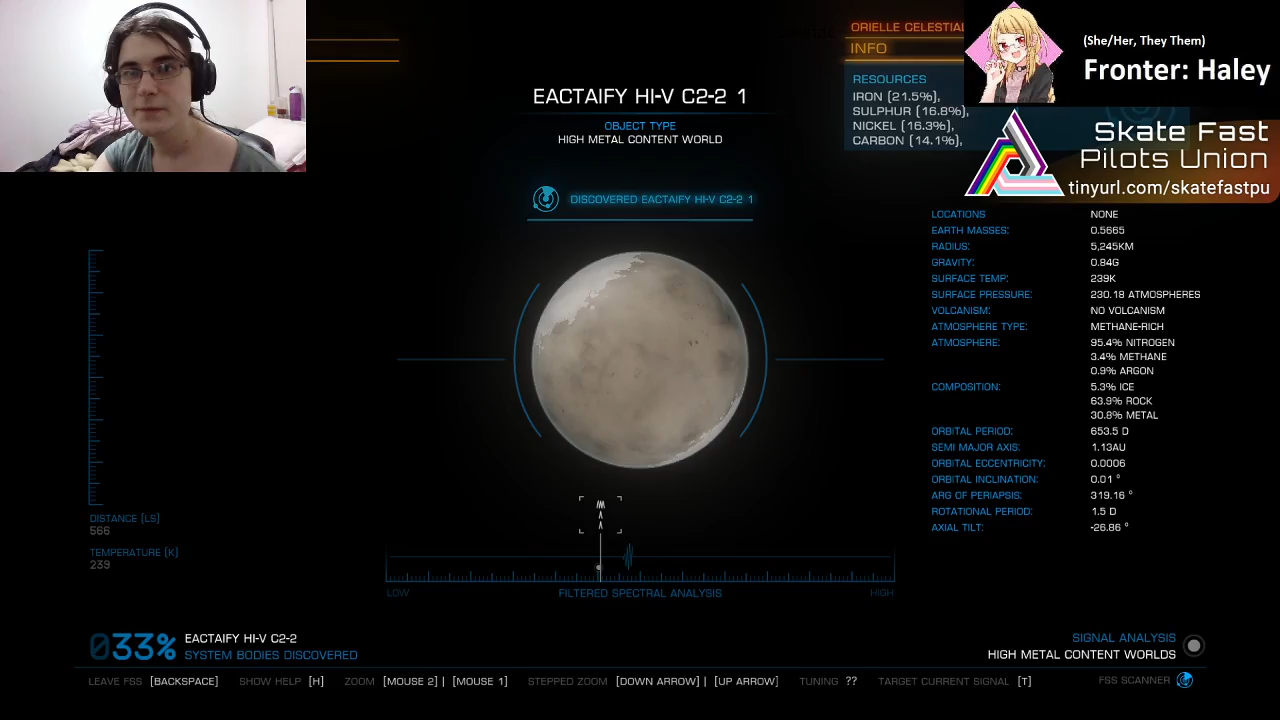 ORIELLE CELESTIAL
INFO
RESOURCES
IRON (21.5%),
SULPHUR (16.8%),
NICKEL (16.3%),
CARBON (14.1%),
(She/Her, They Them)
Fronter: Haley
Skate Fast
Pilots Union
tinyurl.com/skatefastpu
EACTAIFY HI-V C2-2 1
OBJECT TYPE
HIGH METAL CONTENT WORLD
DISCOVERED EACTAIFY HI-V C2-2 1
LOCATIONS NONE
EARTH MASSES: 0.5665
RADIUS: 5,245KM
GRAVITY: 0.84G
SURFACE TEMP: 239K
SURFACE PRESSURE: 230.18 ATMOSPHERES
VOLCANISM: NO VOLCANISM
ATMOSPHERE TYPE: METHANE-RICH
ATMOSPHERE: 95.4% NITROGEN
3.4% METHANE
0.9% ARGON
COMPOSITION: 5.3% ICE
63.9% ROCK
30.8% METAL
ORBITAL PERIOD: 653.5 D
SEMI MAJOR AXIS: 1.13AU
ORBITAL ECCENTRICITY: 0.0006
ORBITAL INCLINATION: 0.01 °
ARG OF PERIAPSIS: 319.16 °
ROTATIONAL PERIOD: 1.5 D
AXIAL TILT: -26.86 °
DISTANCE (LS)
566
TEMPERATURE (K)
239
LOW FILTERED SPECTRAL ANALYSIS HIGH
033% EACTAIFY HI-V C2-2
SYSTEM BODIES DISCOVERED
SIGNAL ANALYSIS
HIGH METAL CONTENT WORLDS
LEAVE FSS [BACKSPACE] SHOW HELP [H] ZOOM [MOUSE 2] | [MOUSE 1] STEPPED ZOOM [DOWN ARROW] | [UP ARROW] TUNING ?? TARGET CURRENT SIGNAL [T] FSS SCANNER